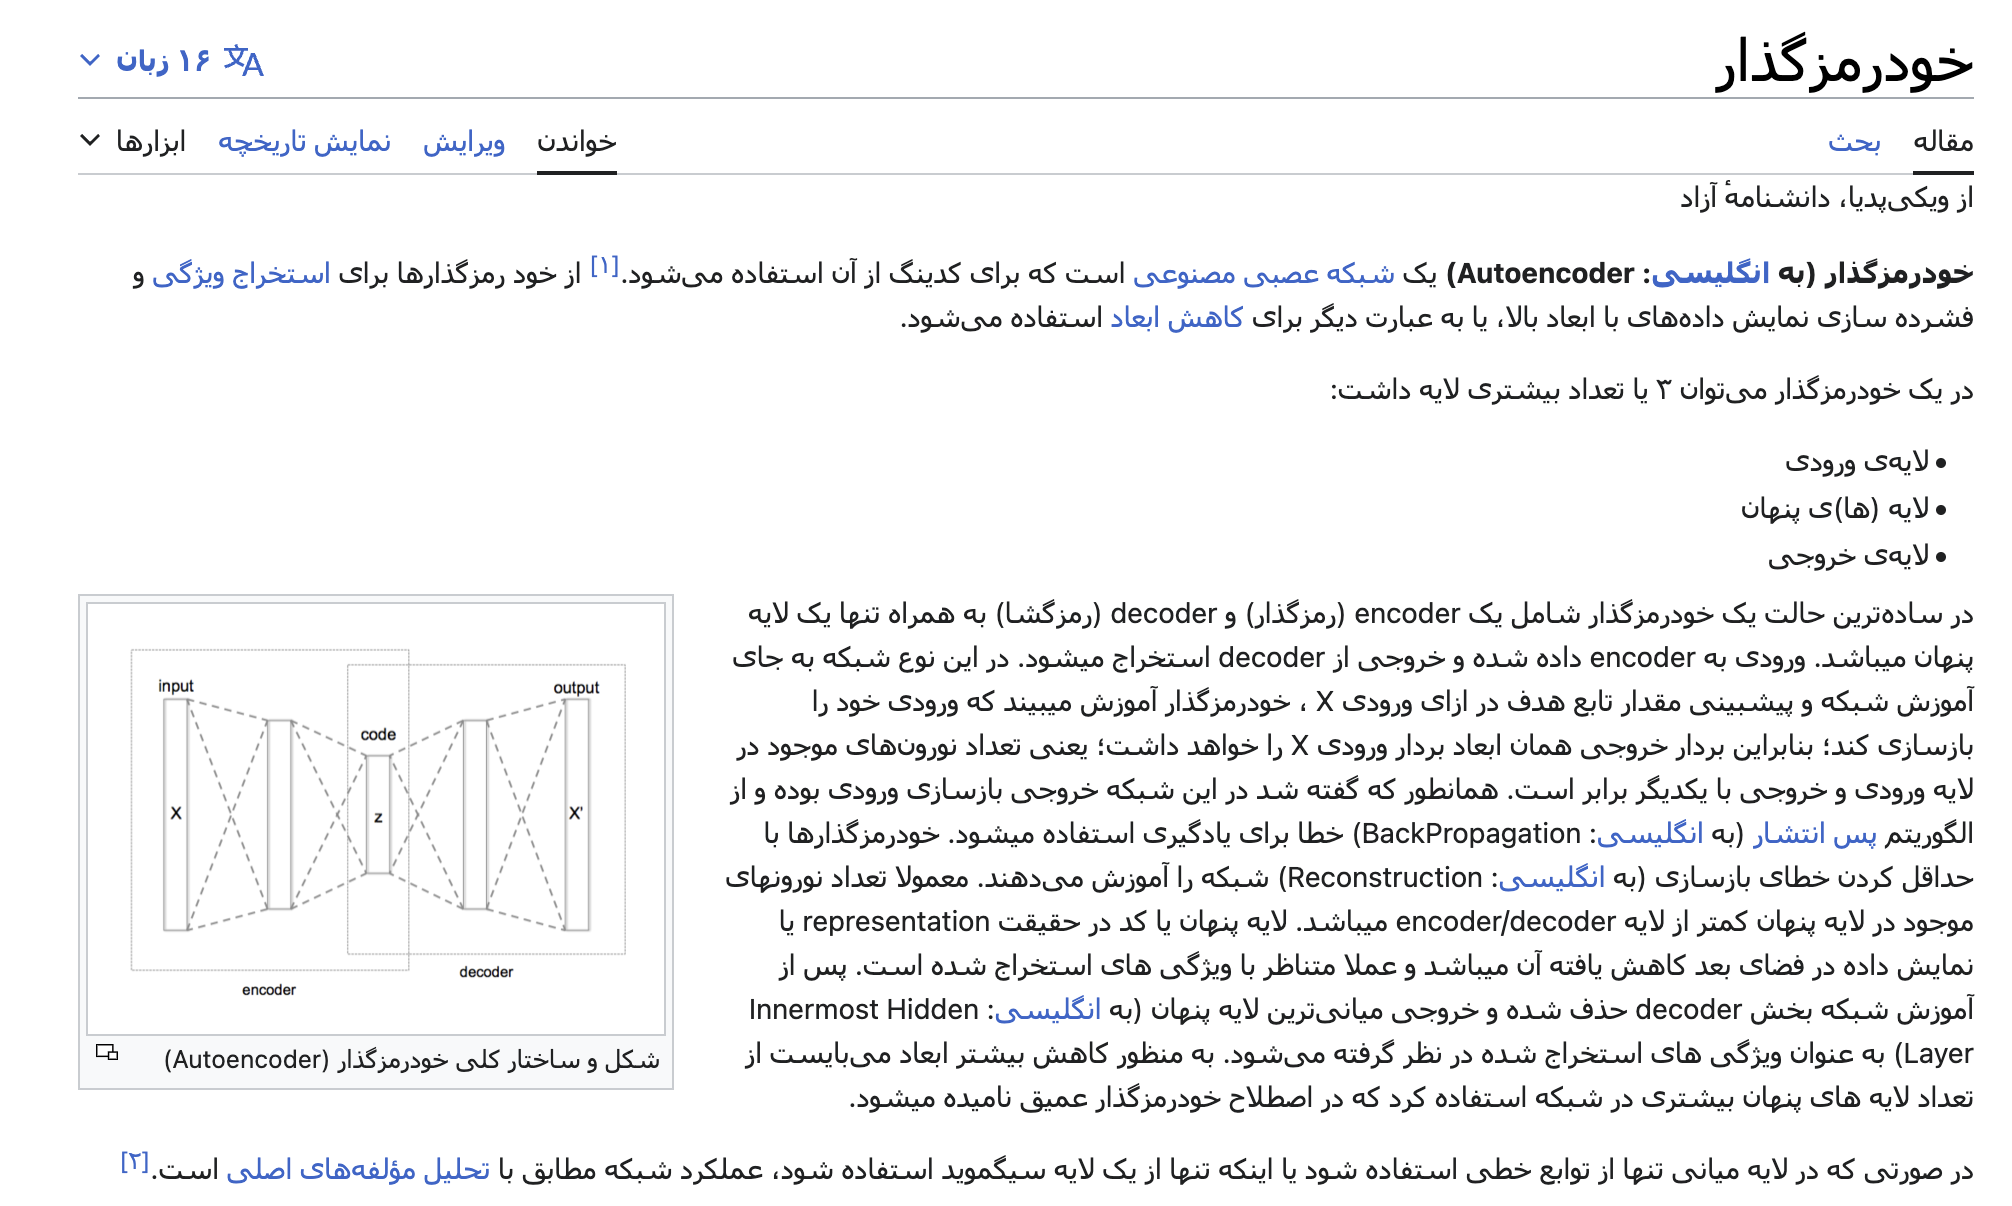 خودرمزگذار
۱۶ زبان
مقاله
بحث
خواندن
ویرایش
نمایش تاریخچه
ابزارها
از ویکی‌پدیا، دانشنامهٔ آزاد
خودرمزگذار (به انگلیسی: Autoencoder) یک شبکه عصبی مصنوعی است که برای کدینگ از آن استفاده می‌شود.[۱] از خود رمزگذارها برای استخراج ویژگی و
فشرده سازی نمایش داده‌های با ابعاد بالا، یا به عبارت دیگر برای کاهش ابعاد استفاده می‌شود.
در یک خودرمزگذار می‌توان ۳ یا تعداد بیشتری لایه داشت:
• لایه‌ی ورودی
• لایه (ها)ی پنهان
• لایه‌ی خروجی
در ساده‌ترین حالت یک خودرمزگذار شامل یک encoder (رمزگذار) و decoder (رمزگشا) به همراه تنها یک لایه
پنهان میباشد. ورودی به encoder داده شده و خروجی از decoder استخراج میشود. در این نوع شبکه به جای
آموزش شبکه و پیشبینی مقدار تابع هدف در ازای ورودی X ، خودرمزگذار آموزش میبیند که ورودی خود را
بازسازی کند؛ بنابراین بردار خروجی همان ابعاد بردار ورودی X را خواهد داشت؛ یعنی تعداد نورون‌های موجود در
لایه ورودی و خروجی با یکدیگر برابر است. همانطور که گفته شد در این شبکه خروجی بازسازی ورودی بوده و از
الگوریتم پس انتشار (به انگلیسی: BackPropagation) خطا برای یادگیری استفاده میشود. خودرمزگذارها با
حداقل کردن خطای بازسازی (به انگلیسی: Reconstruction) شبکه را آموزش می‌دهند. معمولا تعداد نورونهای
موجود در لایه پنهان کمتر از لایه encoder/decoder میباشد. لایه پنهان یا کد در حقیقت representation یا
نمایش داده در فضای بعد کاهش یافته آن میباشد و عملا متناظر با ویژگی های استخراج شده است. پس از
آموزش شبکه بخش decoder حذف شده و خروجی میانی‌ترین لایه پنهان (به انگلیسی: Innermost Hidden
Layer) به عنوان ویژگی های استخراج شده در نظر گرفته می‌شود. به منظور کاهش بیشتر ابعاد می‌بایست از
تعداد لایه های پنهان بیشتری در شبکه استفاده کرد که در اصطلاح خودرمزگذار عمیق نامیده میشود.
input
output
code
X
z
X'
decoder
encoder
شکل و ساختار کلی خودرمزگذار (Autoencoder)
در صورتی که در لایه میانی تنها از توابع خطی استفاده شود یا اینکه تنها از یک لایه سیگموید استفاده شود، عملکرد شبکه مطابق با تحلیل مؤلفه‌های اصلی است.[۲]